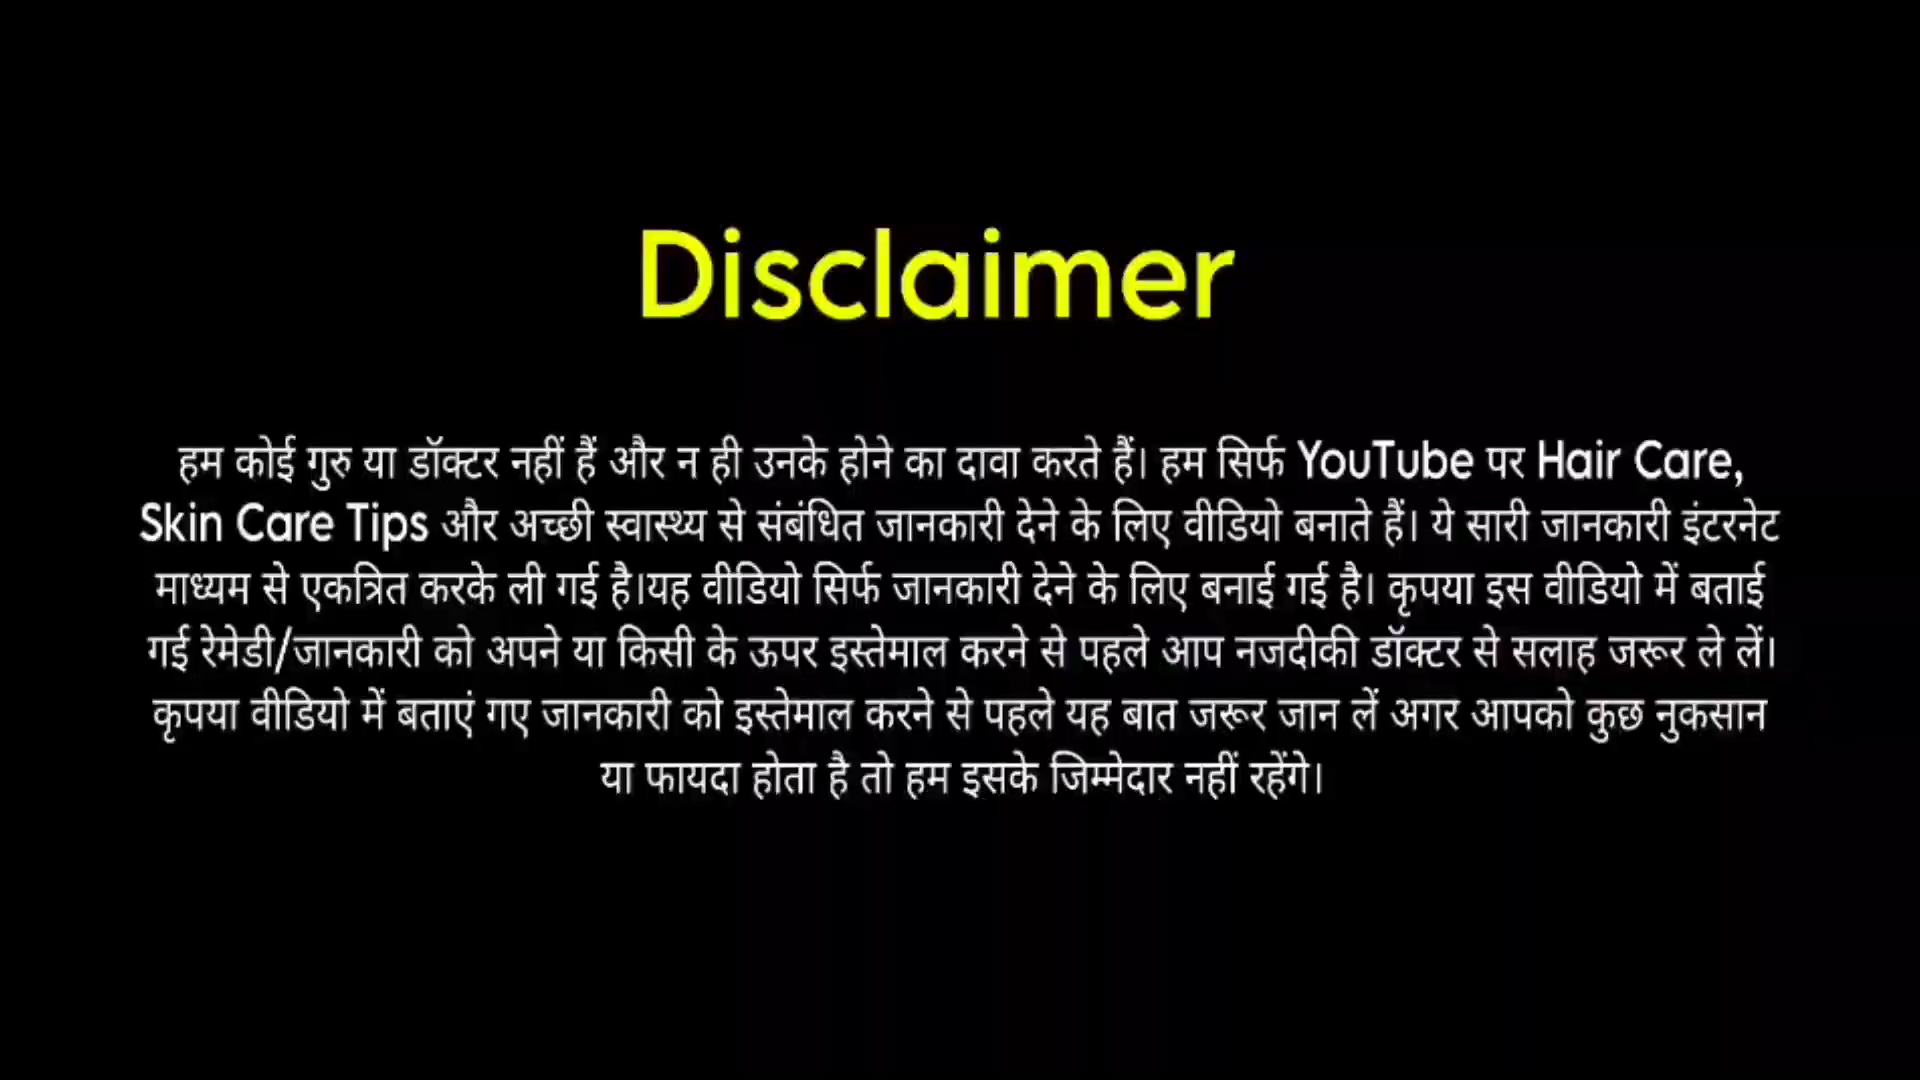 Disclaimer
हम कोई गुरु या डॉक्टर नहीं हैं और न ही उनके होने का दावा करते हैं। हम सिर्फ YouTube पर Hair Care,
Skin Care Tips और अच्छी स्वास्थ्य से संबंधित जानकारी देने के लिए वीडियो बनाते हैं। ये सारी जानकारी इंटरनेट
माध्यम से एकत्रित करके ली गई है।यह वीडियो सिर्फ जानकारी देने के लिए बनाई गई है। कृपया इस वीडियो में बताई
गई रेमेडी/जानकारी को अपने या किसी के ऊपर इस्तेमाल करने से पहले आप नजदीकी डॉक्टर से सलाह जरूर ले लें।
कृपया वीडियो में बताएं गए जानकारी को इस्तेमाल करने से पहले यह बात जरूर जान लें अगर आपको कुछ नुकसान
या फायदा होता है तो हम इसके जिम्मेदार नहीं रहेंगे।